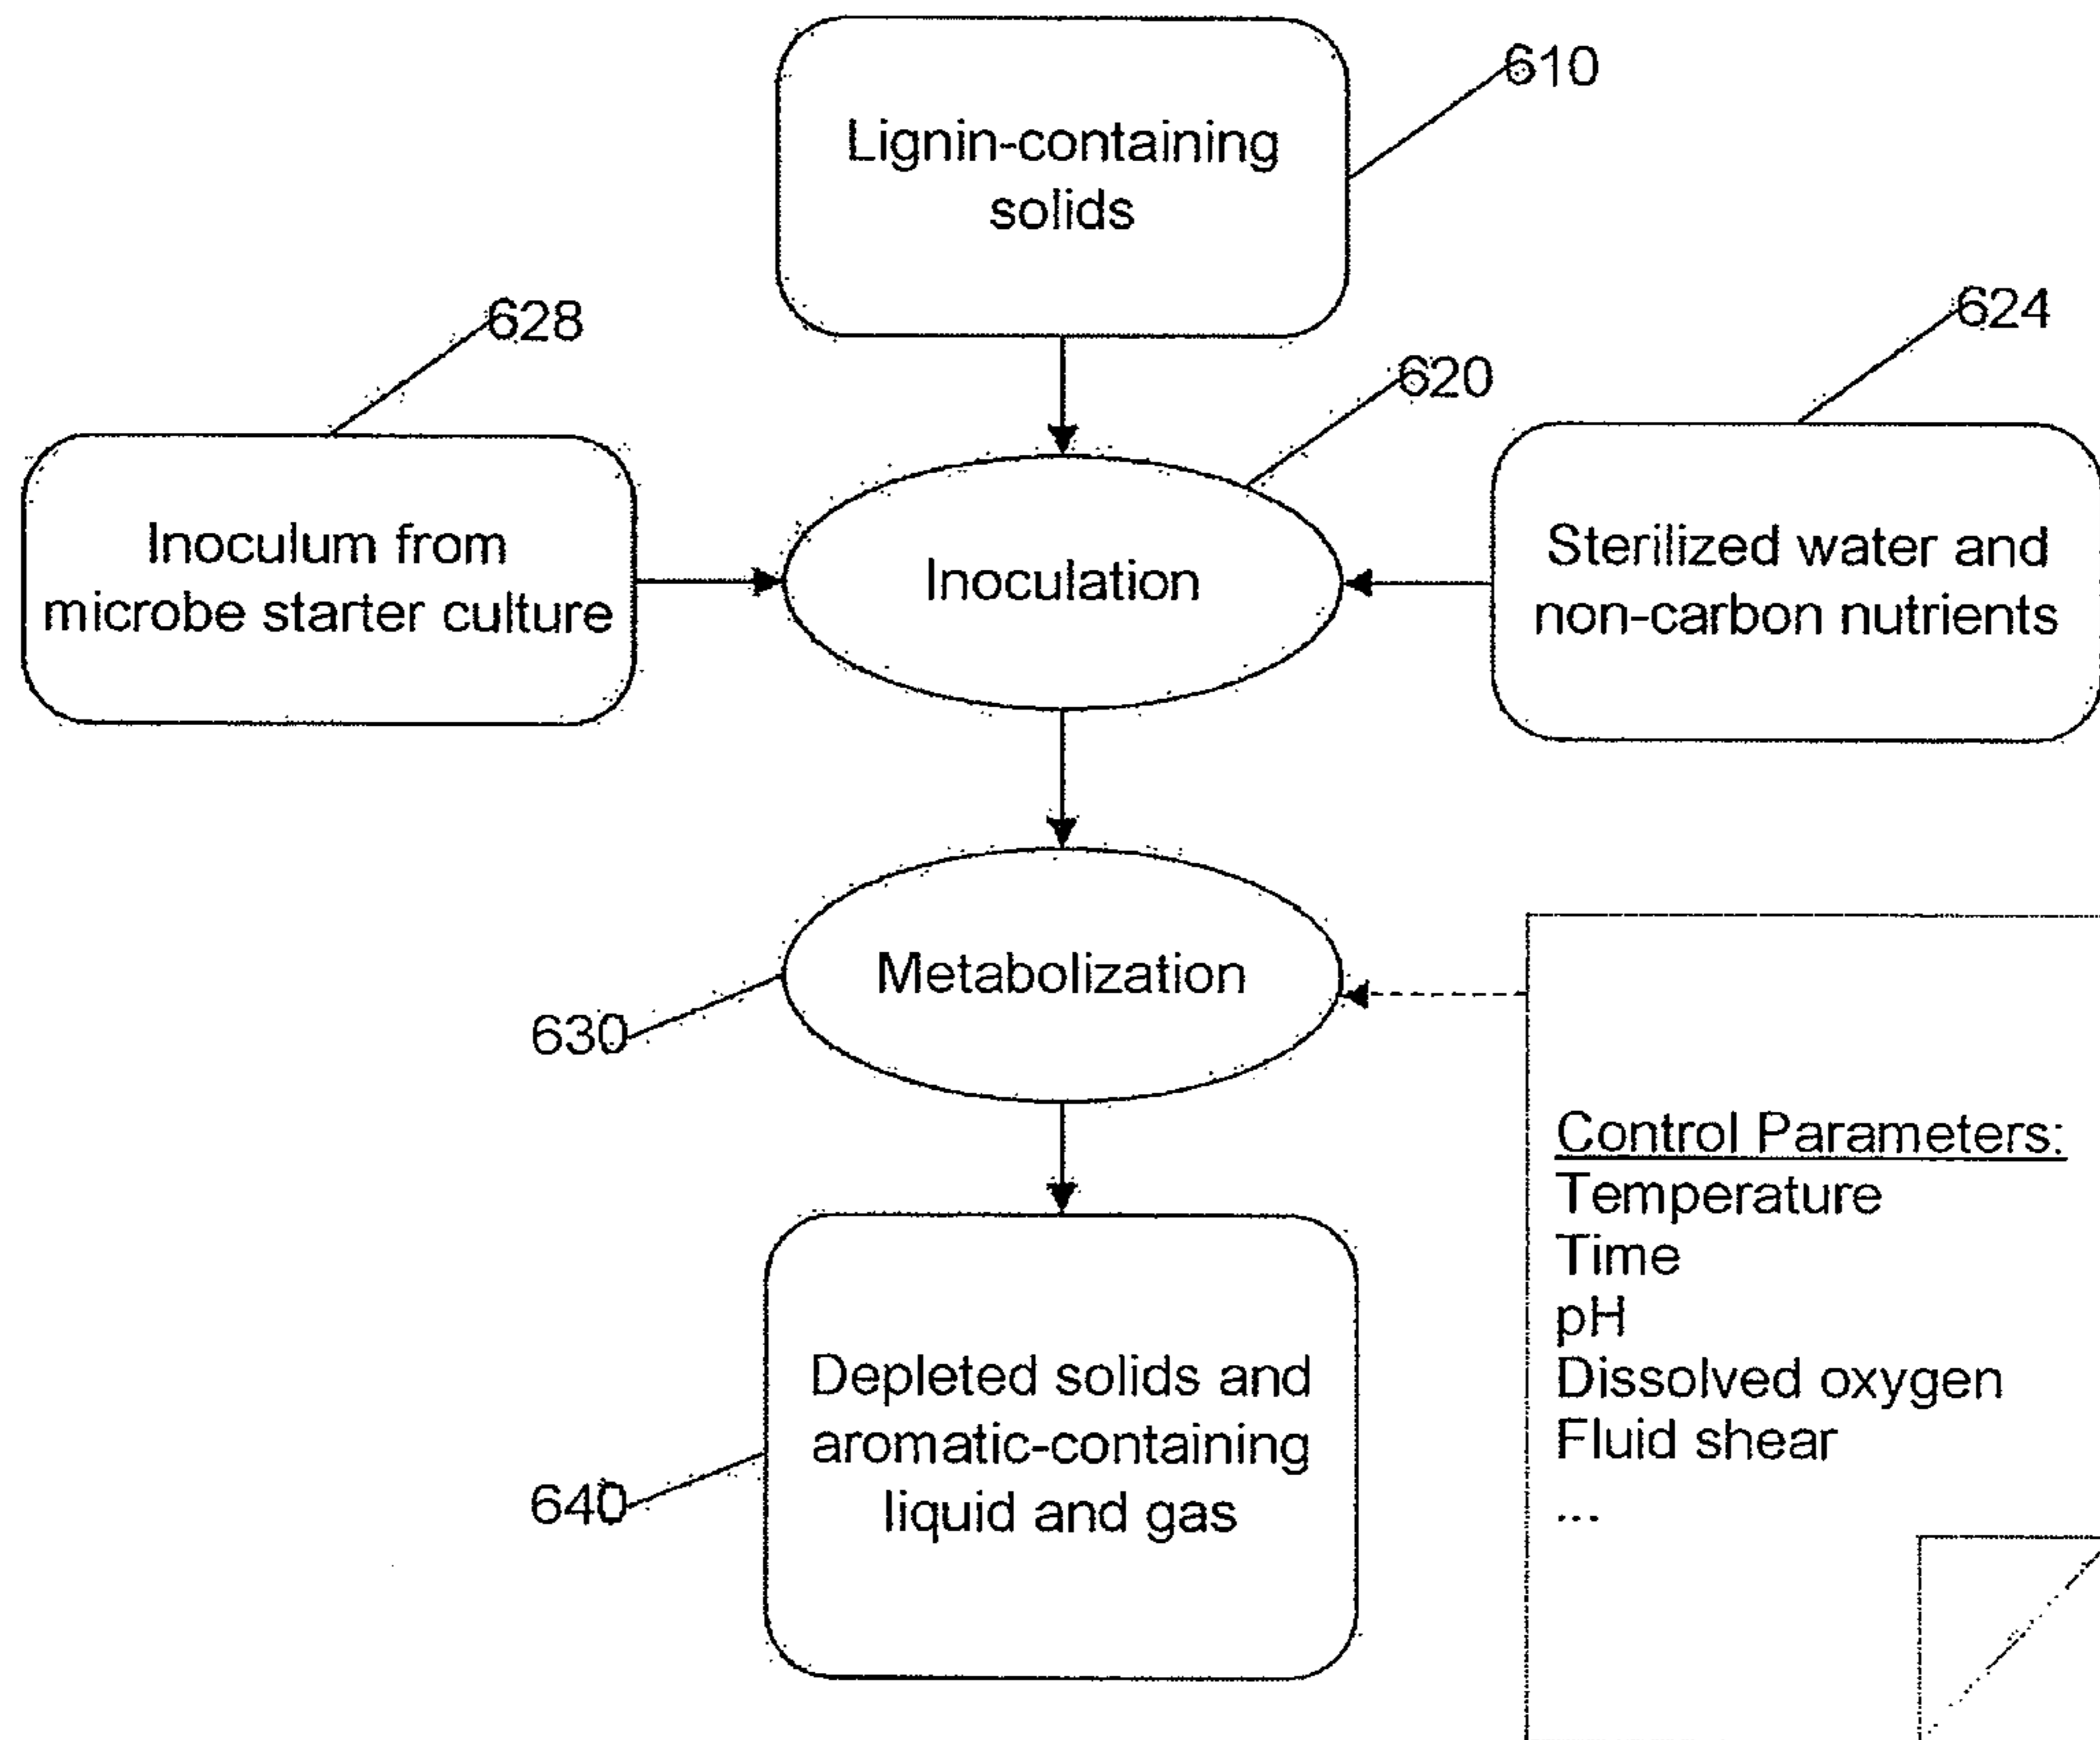 610
Lignin-containing
solids
628
624
620
Inoculum from
microbe starter culture
Inoculation
Sterilized water and
non-carbon nutrients
Metabolization
630
Control Parameters:
Temperature
Time
pH
Dissolved oxygen
Fluid shear
...
Depleted solids and
aromatic-containing
liquid and gas
640